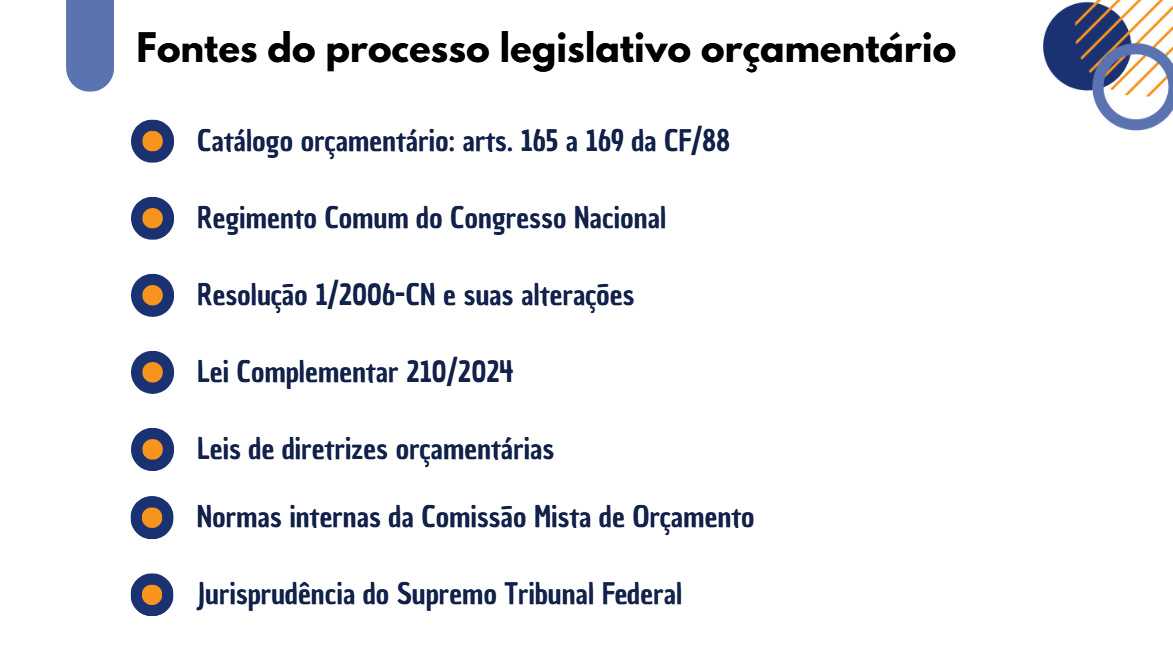 Fontes do processo legislativo orçamentário
Catálogo orçamentário: arts. 165 a 169 da CF/88
Regimento Comum do Congresso Nacional
Resolução 1/2006-CN e suas alterações
Lei Complementar 210/2024
Leis de diretrizes orçamentárias
Normas internas da Comissão Mista de Orçamento
Jurisprudência do Supremo Tribunal Federal